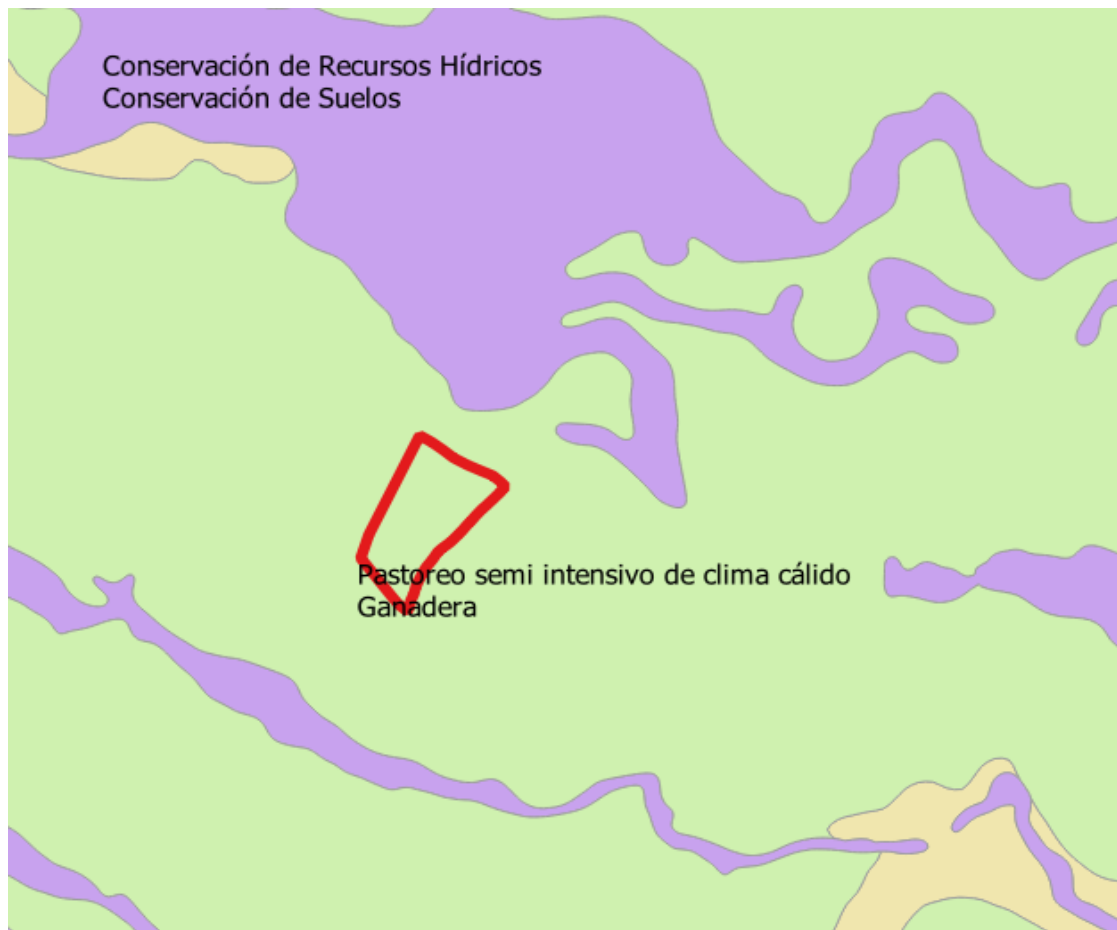 Conservación de Recursos Hídricos
Conservación de Suelos
Pastoreo semi intensivo de clima cálido
Ganadera